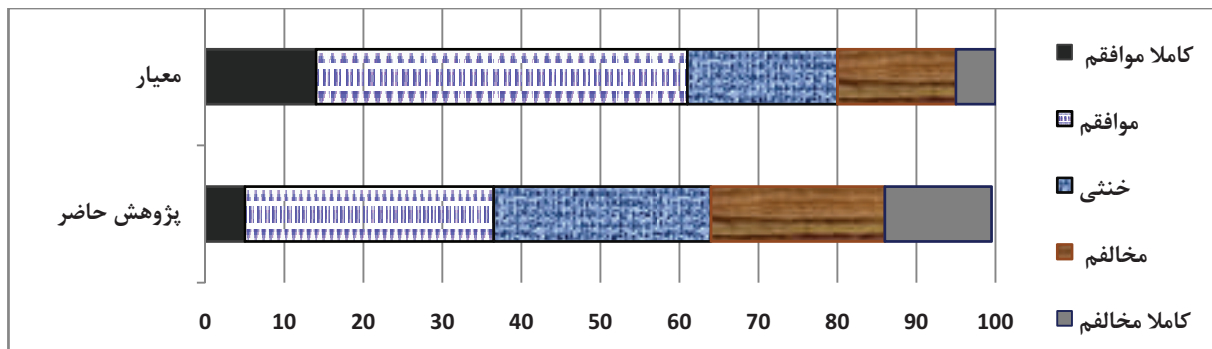 معیار
پژوهش حاضر
0 10 20 30 40 50 60 70 80 90 100
کاملا موافقم
موافقم
خنثی
مخالفم
کاملا مخالفم